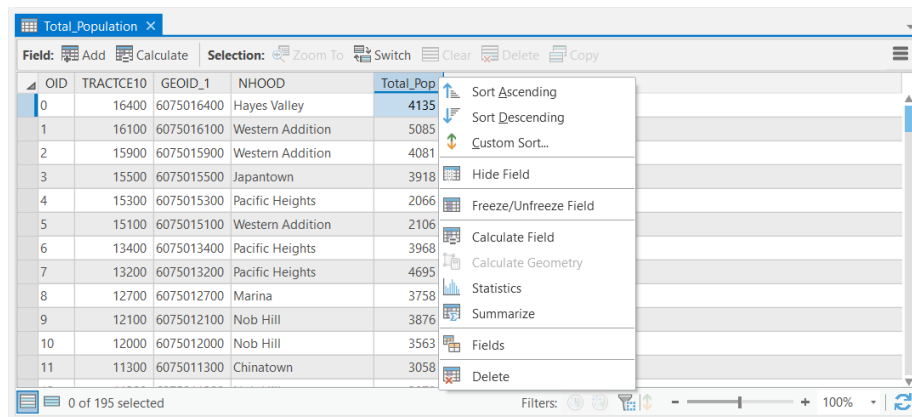 Total_Population
Field: Add Calculate Selection: Zoom To Switch Clear Delete Copy
OID TRACTCE10 GEOID_1 NHOOD Total_Pop
0 16400 6075016400 Hayes Valley 4135
1 16100 6075016100 Western Addition 5085
2 15900 6075015900 Western Addition 4081
3 15500 6075015500 Japantown 3918
4 15300 6075015300 Pacific Heights 2066
5 15100 6075015100 Western Addition 2106
6 13400 6075013400 Pacific Heights 3968
7 13200 6075013200 Pacific Heights 4695
8 12700 6075012700 Marina 3758
9 12100 6075012100 Nob Hill 3876
10 12000 6075012000 Nob Hill 3563
11 11300 6075011300 Chinatown 3058
Sort Ascending
Sort Descending
Custom Sort...
Hide Field
Freeze/Unfreeze Field
Calculate Field
Calculate Geometry
Statistics
Summarize
Fields
Delete
0 of 195 selected Filters: - + 100%